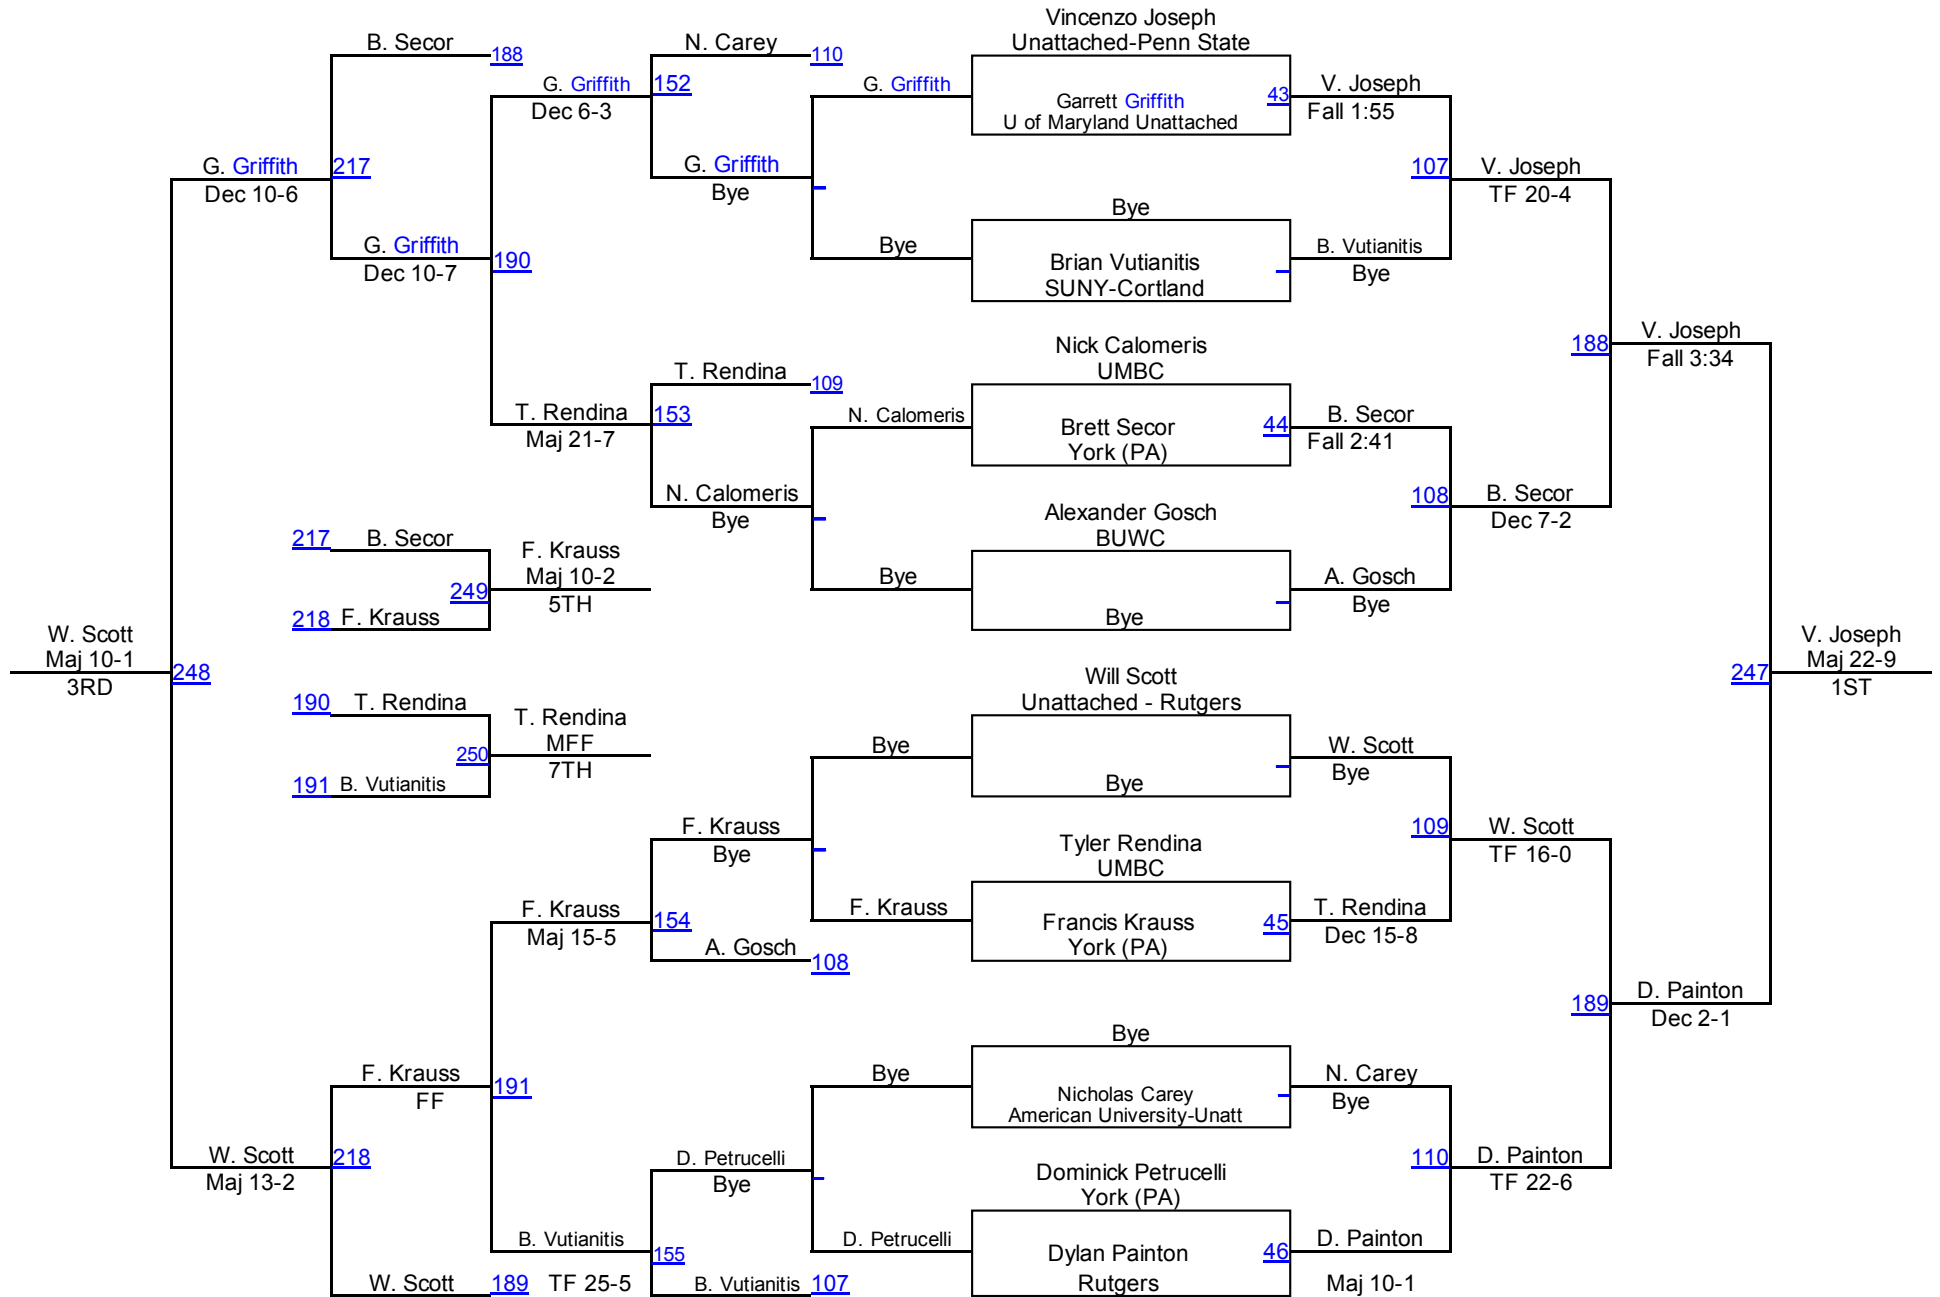 Vincenzo Joseph
Unattached-Penn State
B. Secor
188
N. Carey
110
G. Griffith
Dec 6-3
152
G. Griffith
Garrett Griffith
U of Maryland Unattached
43
V. Joseph
Fall 1:55
G. Griffith
Dec 10-6
217
G. Griffith
Bye
107
V. Joseph
TF 20-4
Bye
G. Griffith
Dec 10-7
190
Bye
Brian Vutianitis
SUNY-Cortland
B. Vutianitis
Bye
Nick Calomeris
UMBC
188
V. Joseph
Fall 3:34
T. Rendina
109
T. Rendina
Maj 21-7
153
N. Calomeris
Brett Secor
York (PA)
44
B. Secor
Fall 2:41
N. Calomeris
Bye
108
B. Secor
Dec 7-2
Alexander Gosch
BUWC
217
B. Secor
F. Krauss
Maj 10-2
5TH
249
218
F. Krauss
Bye
Bye
A. Gosch
Bye
W. Scott
Maj 10-1
3RD
248
Will Scott
Unattached - Rutgers
247
V. Joseph
Maj 22-9
1ST
190
T. Rendina
T. Rendina
MFF
7TH
250
191
B. Vutianitis
Bye
Bye
W. Scott
Bye
F. Krauss
Bye
Tyler Rendina
UMBC
109
W. Scott
TF 16-0
F. Krauss
Maj 15-5
154
F. Krauss
Francis Krauss
York (PA)
45
T. Rendina
Dec 15-8
A. Gosch
108
189
D. Painton
Dec 2-1
Bye
F. Krauss
FF
191
Bye
Nicholas Carey
American University-Unatt
N. Carey
Bye
W. Scott
Maj 13-2
218
D. Petrucelli
Bye
Dominick Petrucelli
York (PA)
110
D. Painton
TF 22-6
B. Vutianitis
TF 25-5
155
D. Petrucelli
Dylan Painton
Rutgers
46
D. Painton
Maj 10-1
W. Scott
189
B. Vutianitis
107